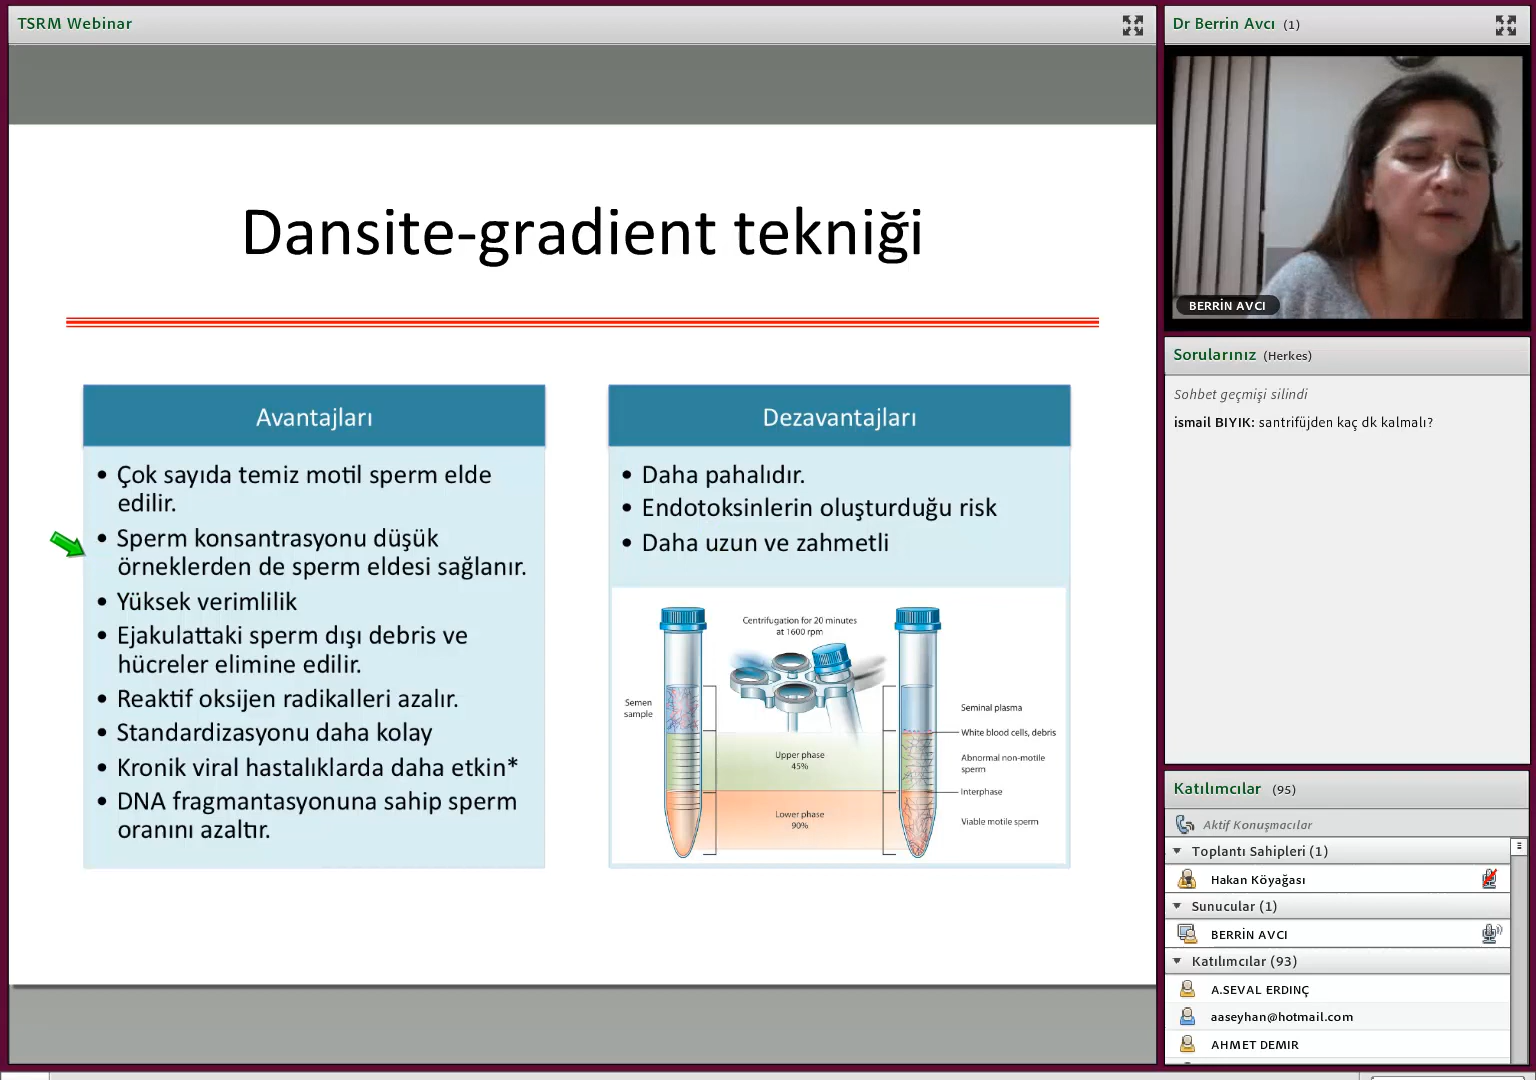 TSRM Webinar
Dansite-gradient tekniği
Avantajları
• Çok sayıda temiz motil sperm elde
edilir.
• Sperm konsantrasyonu düşük
örneklerden de sperm eldesi sağlanır.
• Yüksek verimlilik
• Ejakulattaki sperm dışı debris ve
hücreler elimine edilir.
• Reaktif oksijen radikalleri azalır.
• Standardizasyonu daha kolay
• Kronik viral hastalıklarda daha etkin*
• DNA fragmantasyonuna sahip sperm
oranını azaltır.
Dezavantajları
• Daha pahalıdır.
• Endotoksinlerin oluşturduğu risk
• Daha uzun ve zahmetli
Centrifugation for 20 minutes
at 1600 rpm
Semen
sample
Upper phase
45%
Lower phase
90%
Seminal plasma
White blood cells, debris
Abnormal non-motile
sperm
Interphase
Viable motile sperm
Dr Berrin Avcı (1)
BERRİN AVCI
Sorularınız (Herkes)
Sohbet geçmişi silindi
ismail BIYIK: santrifüjden kaç dk kalmalı?
Katılımcılar (95)
Aktif Konuşmacılar
Toplantı Sahipleri (1)
Hakan Köyağası
Sunucular (1)
BERRİN AVCI
Katılımcılar (93)
A.SEVAL ERDINÇ
aaseyhan@hotmail.com
AHMET DEMIR